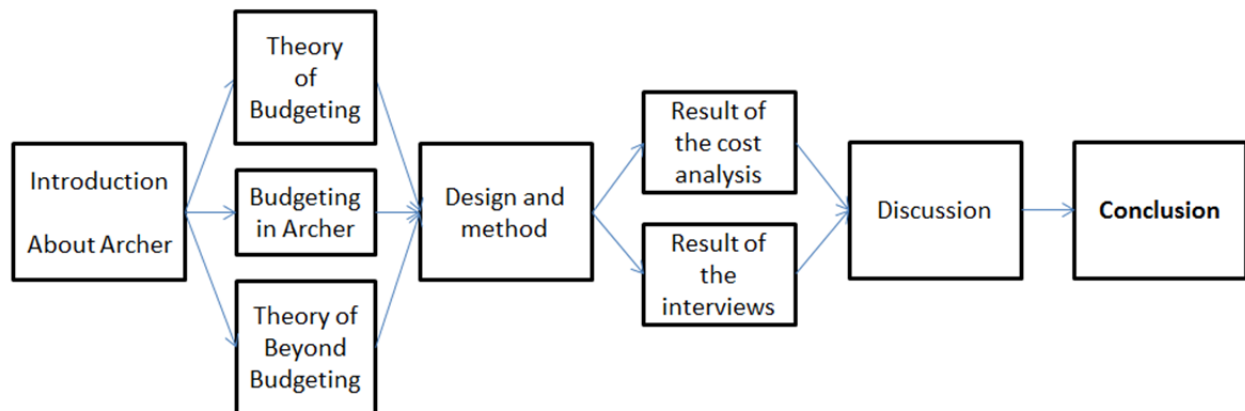 Introduction
About Archer
Theory
of
Budgeting
Budgeting
in Archer
Theory of
Beyond
Budgeting
Design and
method
Result of
the cost
analysis
Result of
the
interviews
Discussion
Conclusion